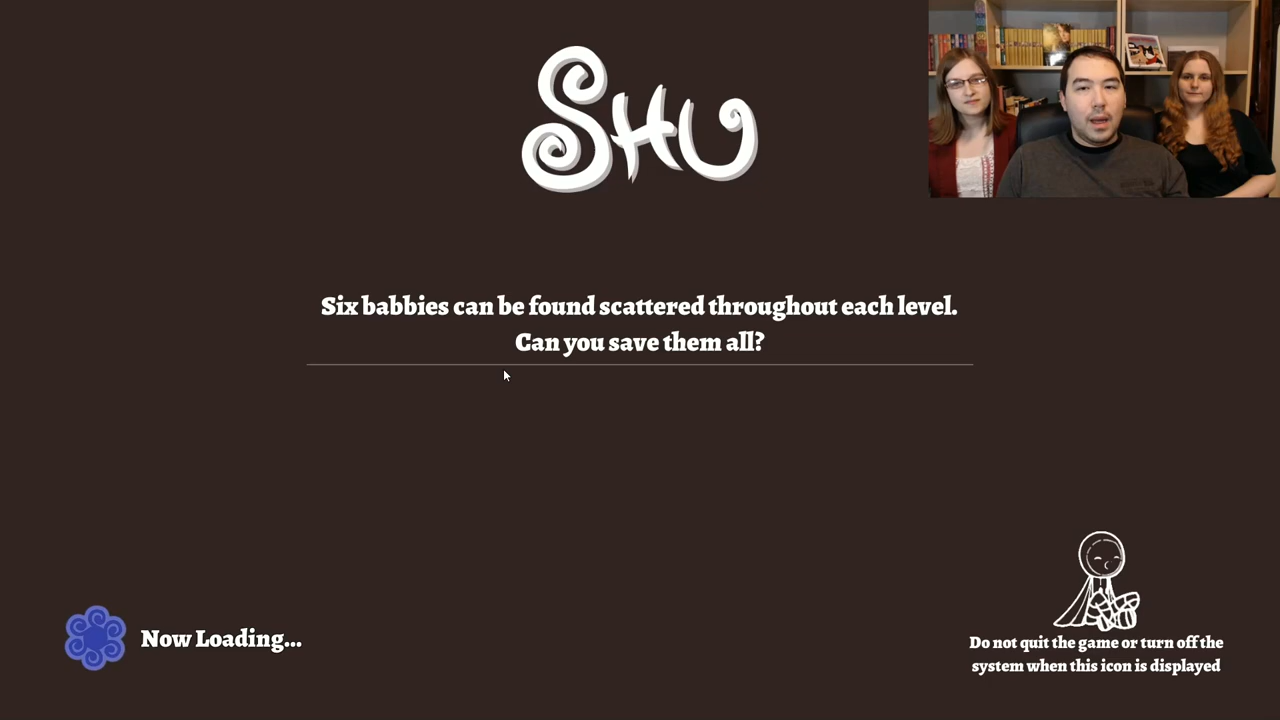 SHU
Six babbies can be found scattered throughout each level.
Can you save them all?
Now Loading...
Do not quit the game or turn off the
system when this icon is displayed